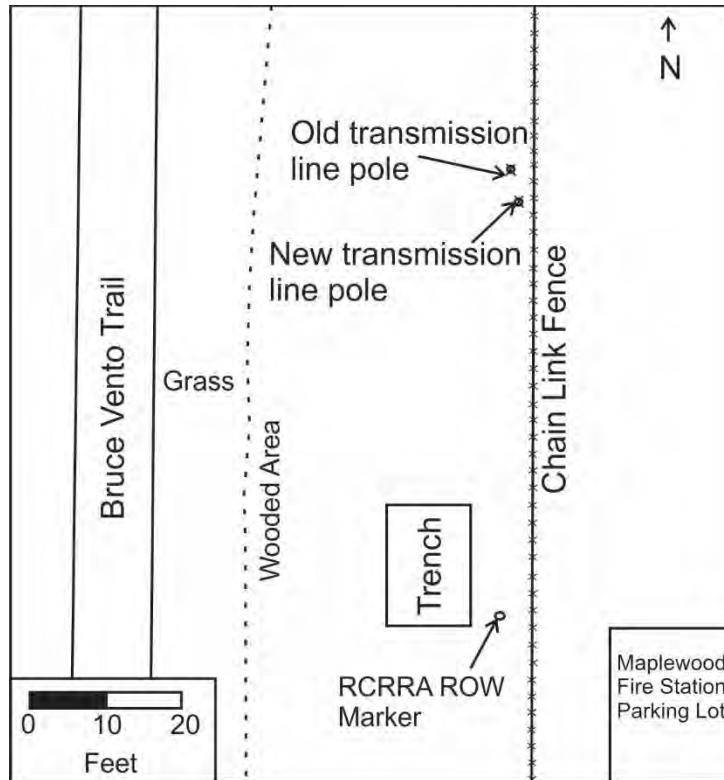 N
Old transmission
line pole
New transmission
line pole
Bruce Vento Trail
Grass
Wooded Area
Chain Link Fence
Trench
RCRRA ROW
Marker
Maplewood
Fire Station
Parking Lot
0 10 20
Feet